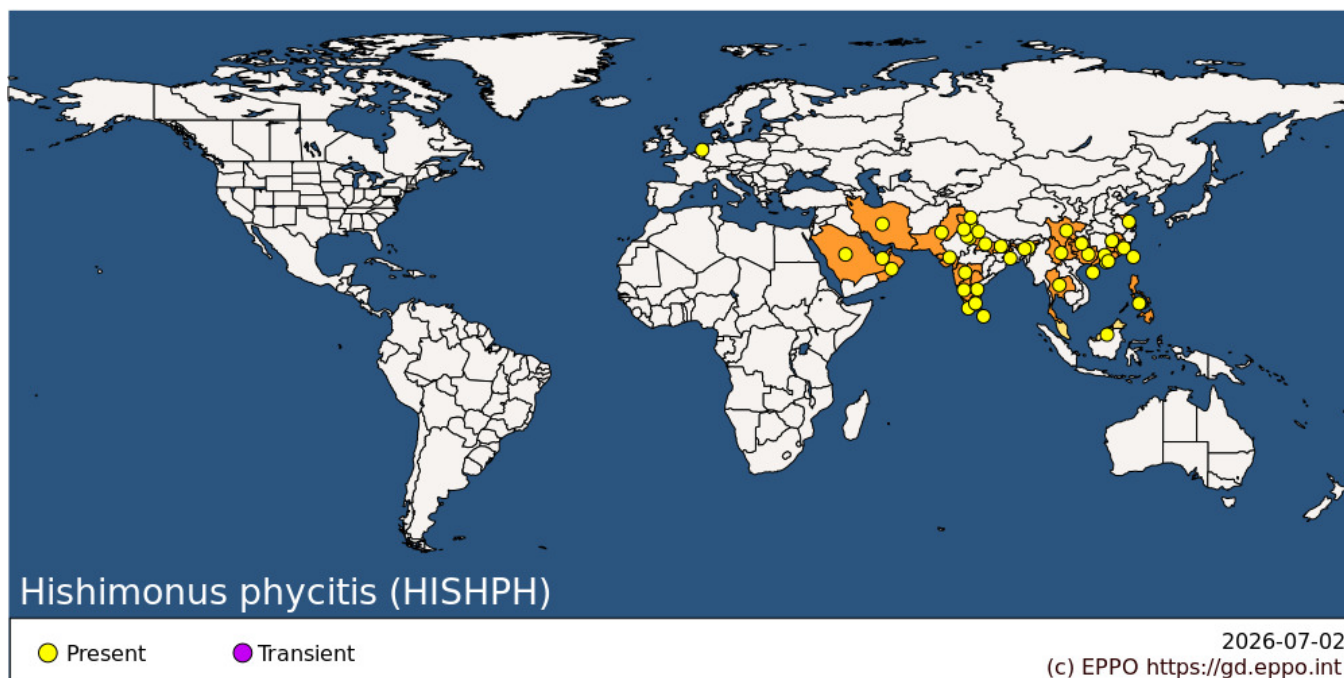 Hishimonus phycitis (HISHPH)
Present
Transient
2026-07-02
(c) EPPO https://gd.eppo.int